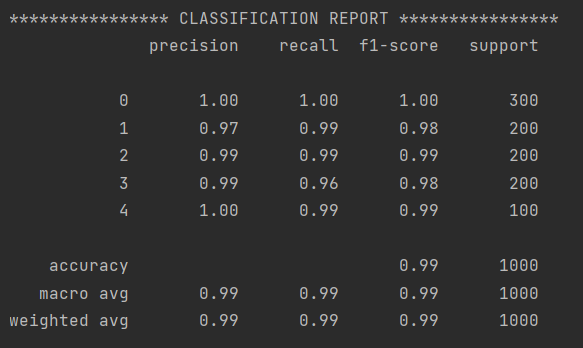 **************** CLASSIFICATION REPORT ****************
precision recall f1-score support
0 1.00 1.00 1.00 300
1 0.97 0.99 0.98 200
2 0.99 0.99 0.99 200
3 0.99 0.96 0.98 200
4 1.00 0.99 0.99 100
accuracy 0.99 1000
macro avg 0.99 0.99 0.99 1000
weighted avg 0.99 0.99 0.99 1000